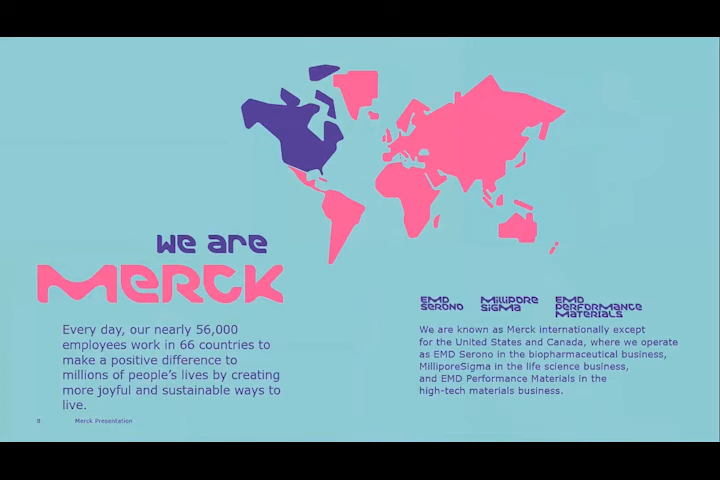 We are
MERCK
Every day, our nearly 56,000
employees work in 66 countries to
make a positive difference to
millions of people's lives by creating
more joyful and sustainable ways to
live.
EMD
SERONO
MilliPORE
SiGMa
EMD
PERFORMANCE
MATERIALS
We are known as Merck internationally except
for the United States and Canada, where we operate
as EMD Serono in the biopharmaceutical business,
MilliporeSigma in the life science business,
and EMD Performance Materials in the
high-tech materials business.
8
Merck Presentation